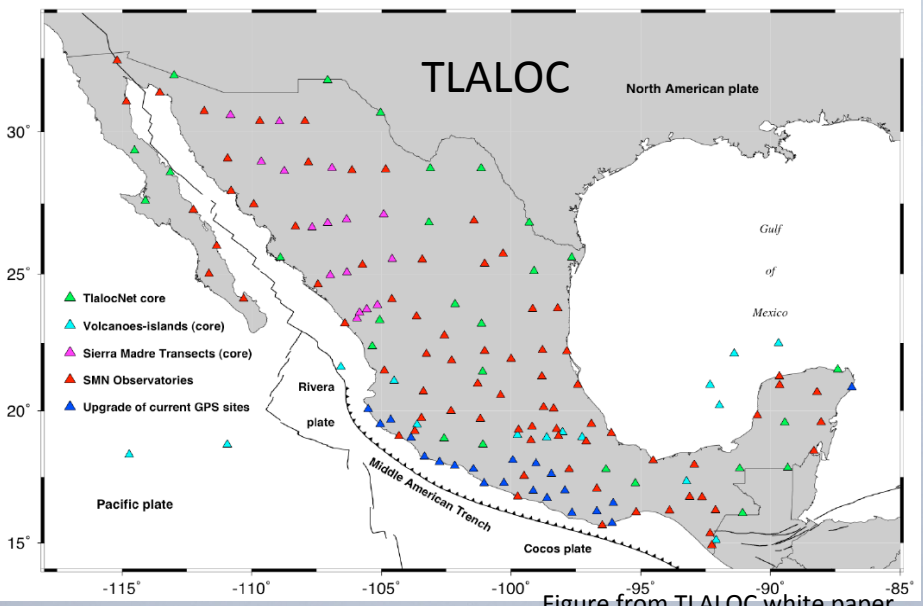 TLALOC
North American plate
30°
Gulf
of
Mexico
25°
TlalocNet core
Volcanoes-islands (core)
Sierra Madre Transects (core)
SMN Observatories
Upgrade of current GPS sites
Rivera
plate
20°
Middle American Trench
Pacific plate
Cocos plate
15°
-115° -110° -105° -100° -95° -90° -85°
Figure from TLALOC white paper